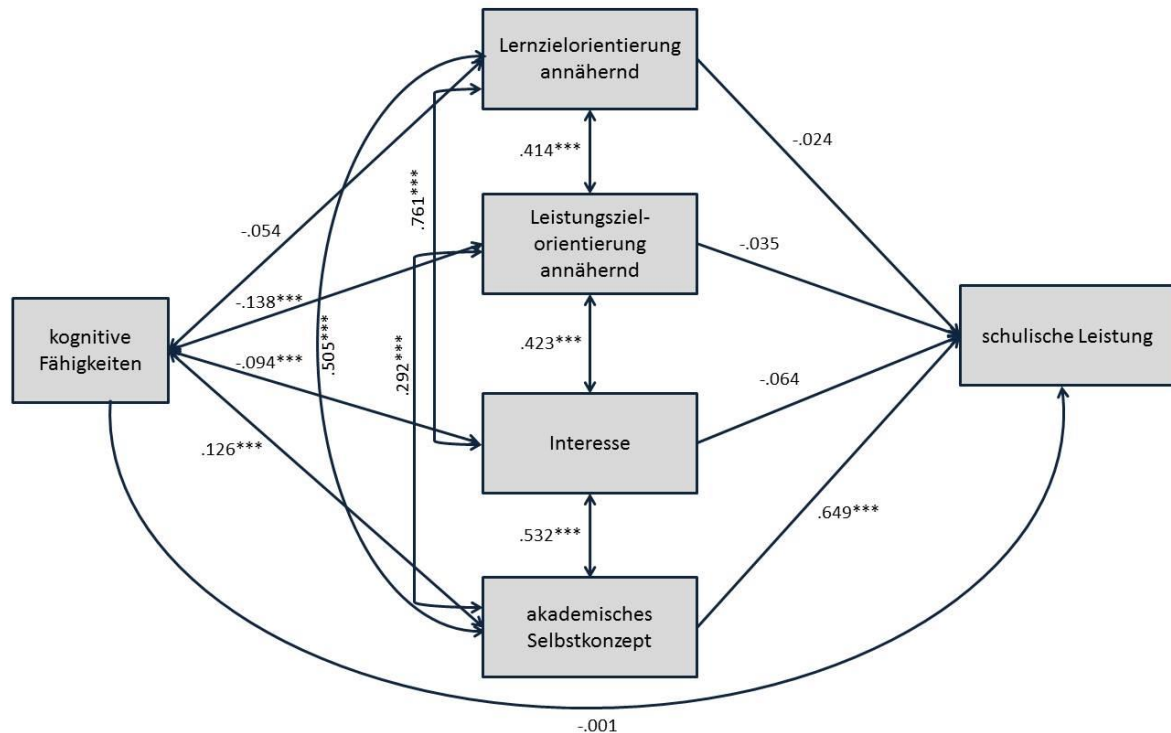 Lernzielorientierung
annähernd
-.024
.414***
.761***
-.054
Leistungsziel-
orientierung
annähernd
-.035
-.138***
kognitive
Fähigkeiten
-.094***
.505***
.292***
.423***
schulische Leistung
-.064
.126***
Interesse
.532***
.649***
akademisches
Selbstkonzept
-.001